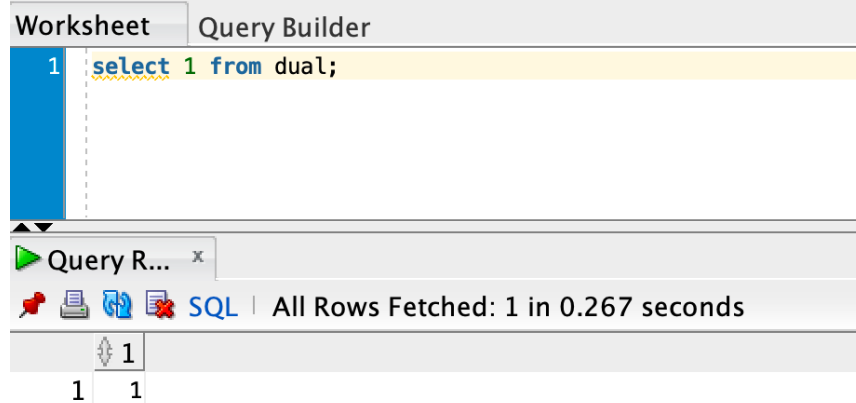 Worksheet Query Builder
1 select 1 from dual;
Query R... x
SQL All Rows Fetched: 1 in 0.267 seconds
1
1 1